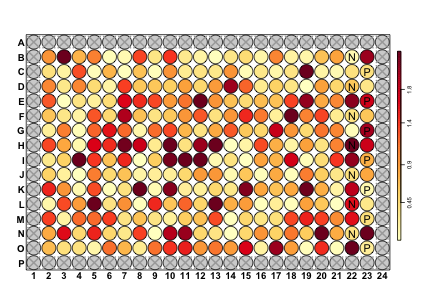 A
B N
C P
D N
E P 1.8
F N
G P 1.4
H N
I P 0.9
J N
K P
L N 0.45
M P
N N
O P
P
1 2 3 4 5 6 7 8 9 10 11 12 13 14 15 16 17 18 19 20 21 22 23 24